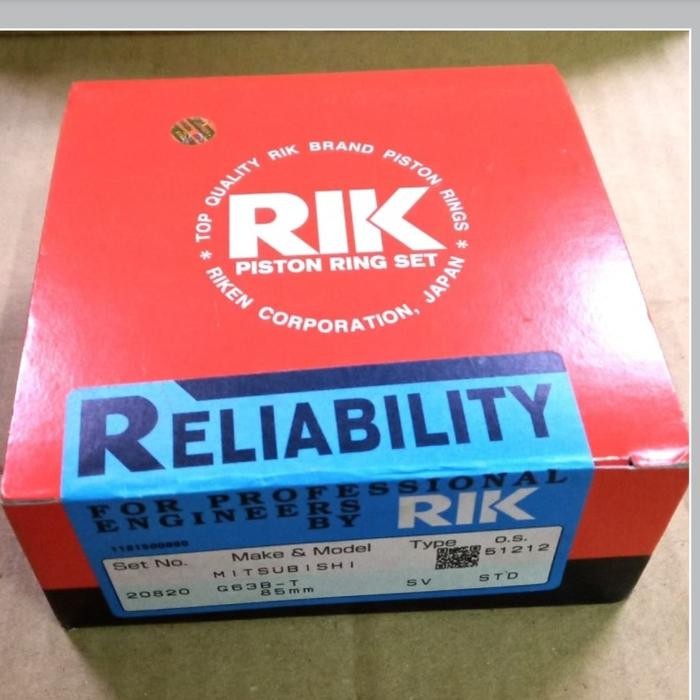 * TOP QUALITY RIK BRAND PISTON RINGS *
RIK
PISTON RING SET
RIKEN CORPORATION, JAPAN
RELIABILITY
FOR PROFESSIONAL
ENGINEERS
BY RIK
Set No. Make & Model Type O.S.
MITSUBISHI 51212
20820 G63B-T SV STD
85mm